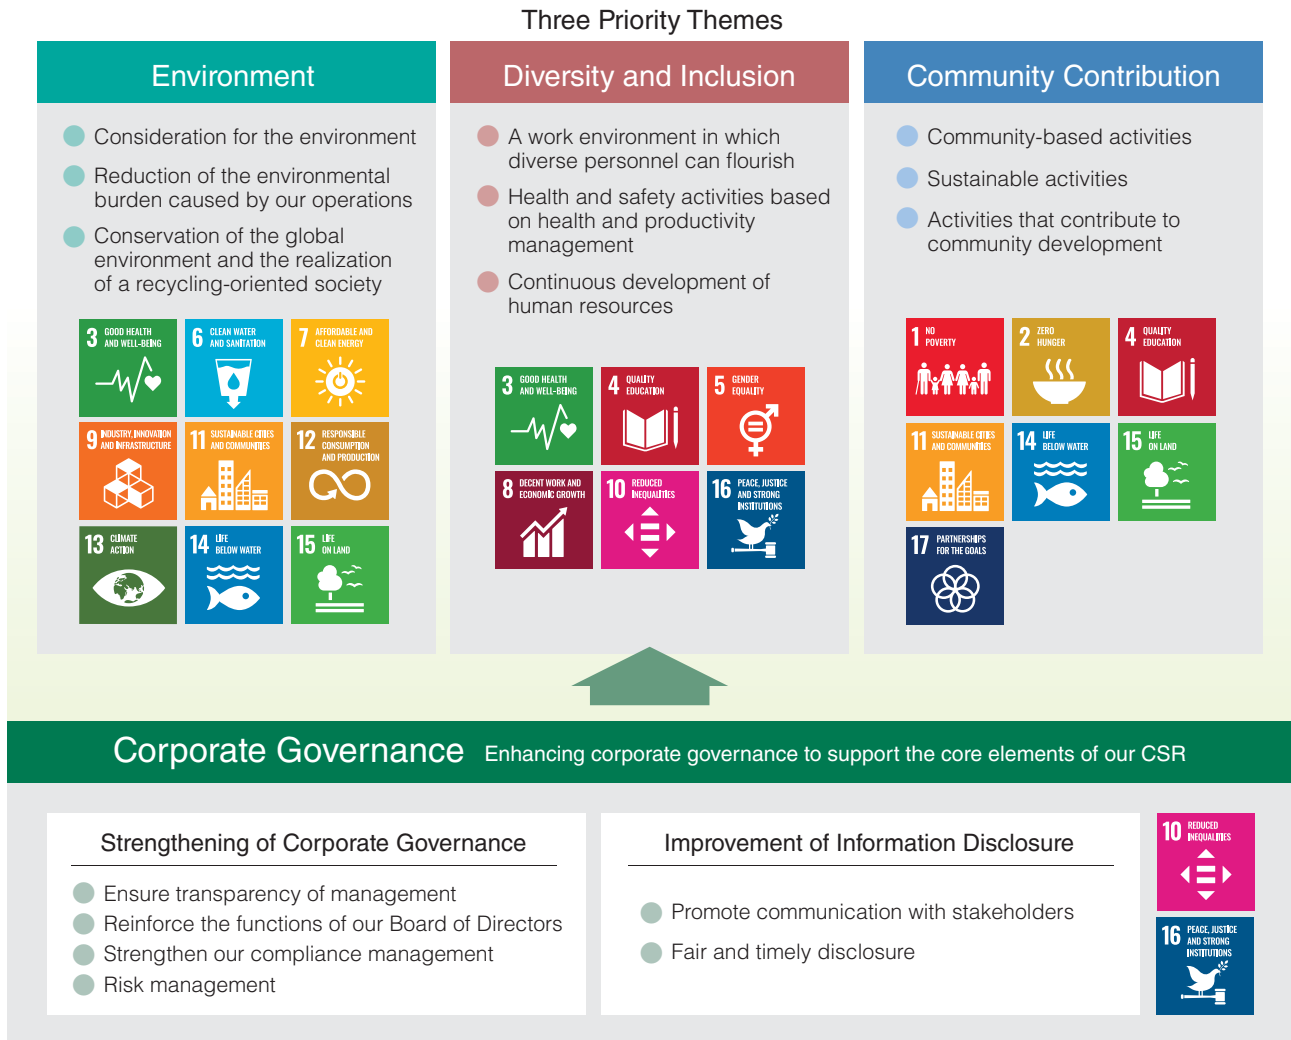 Three Priority Themes
Environment
Consideration for the environment
Reduction of the environmental
burden caused by our operations
Conservation of the global
environment and the realization
of a recycling-oriented society
3 GOOD HEALTH
AND WELL-BEING
6 CLEAN WATER
AND SANITATION
7 AFFORDABLE AND
CLEAN ENERGY
9 INDUSTRY, INNOVATION
AND INFRASTRUCTURE
11 SUSTAINABLE CITIES
AND COMMUNITIES
12 RESPONSIBLE
CONSUMPTION
AND PRODUCTION
13 CLIMATE
ACTION
14 LIFE
BELOW WATER
15 LIFE
ON LAND
Diversity and Inclusion
A work environment in which
diverse personnel can flourish
Health and safety activities based
on health and productivity
management
Continuous development of
human resources
3 GOOD HEALTH
AND WELL-BEING
4 QUALITY
EDUCATION
5 GENDER
EQUALITY
8 DECENT WORK AND
ECONOMIC GROWTH
10 REDUCED
INEQUALITIES
16 PEACE, JUSTICE
AND STRONG
INSTITUTIONS
Community Contribution
Community-based activities
Sustainable activities
Activities that contribute to
community development
1 NO
POVERTY
2 ZERO
HUNGER
4 QUALITY
EDUCATION
11 SUSTAINABLE CITIES
AND COMMUNITIES
14 LIFE
BELOW WATER
15 LIFE
ON LAND
17 PARTNERSHIPS
FOR THE GOALS
Corporate Governance Enhancing corporate governance to support the core elements of our CSR
Strengthening of Corporate Governance
Ensure transparency of management
Reinforce the functions of our Board of Directors
Strengthen our compliance management
Risk management
Improvement of Information Disclosure
Promote communication with stakeholders
Fair and timely disclosure
10 REDUCED
INEQUALITIES
16 PEACE, JUSTICE
AND STRONG
INSTITUTIONS